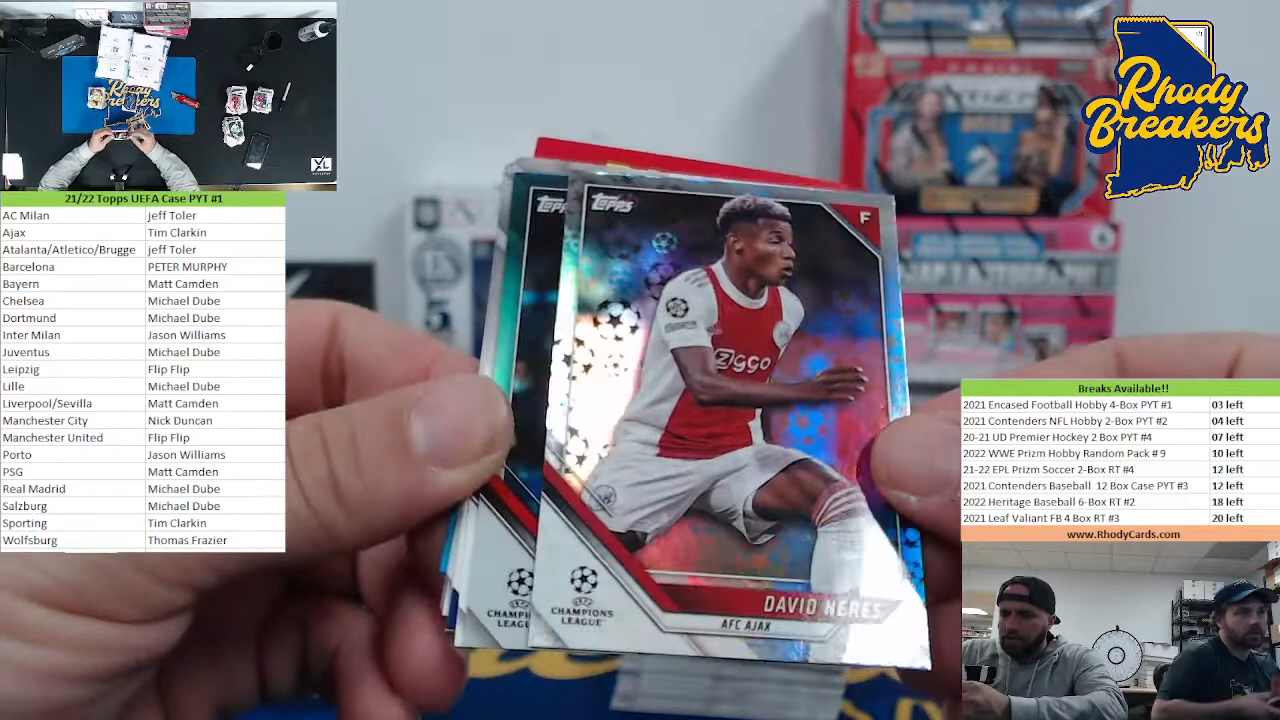 Rhody
Breakers
Rhody
Breakers
21/22 Topps UEFA Case PYT #1
AC Milan jeff Toler
Ajax Tim Clarkin
Atalanta/Atletico/Brugge jeff Toler
Barcelona PETER MURPHY
Bayern Matt Camden
Chelsea Michael Dube
Dortmund Michael Dube
Inter Milan Jason Williams
Juventus Michael Dube
Leipzig Flip Flip
Lille Michael Dube
Liverpool/Sevilla Matt Camden
Manchester City Nick Duncan
Manchester United Flip Flip
Porto Jason Williams
PSG Matt Camden
Real Madrid Michael Dube
Salzburg Michael Dube
Sporting Tim Clarkin
Wolfsburg Thomas Frazier
TOPPS
F
Ziggo
DAVID NERES
AFC AJAX
CHAMPIONS
LEAGUE
Breaks Available!!
2021 Encased Football Hobby 4-Box PYT #1 03 left
2021 Contenders NFL Hobby 2-Box PYT #2 04 left
20-21 UD Premier Hockey 2 Box PYT #4 07 left
2022 WWE Prizm Hobby Random Pack # 9 10 left
21-22 EPL Prizm Soccer 2-Box RT #4 12 left
2021 Contenders Baseball 12 Box Case PYT #3 12 left
2022 Heritage Baseball 6-Box RT #2 18 left
2021 Leaf Valiant FB 4 Box RT #3 20 left
www.RhodyCards.com